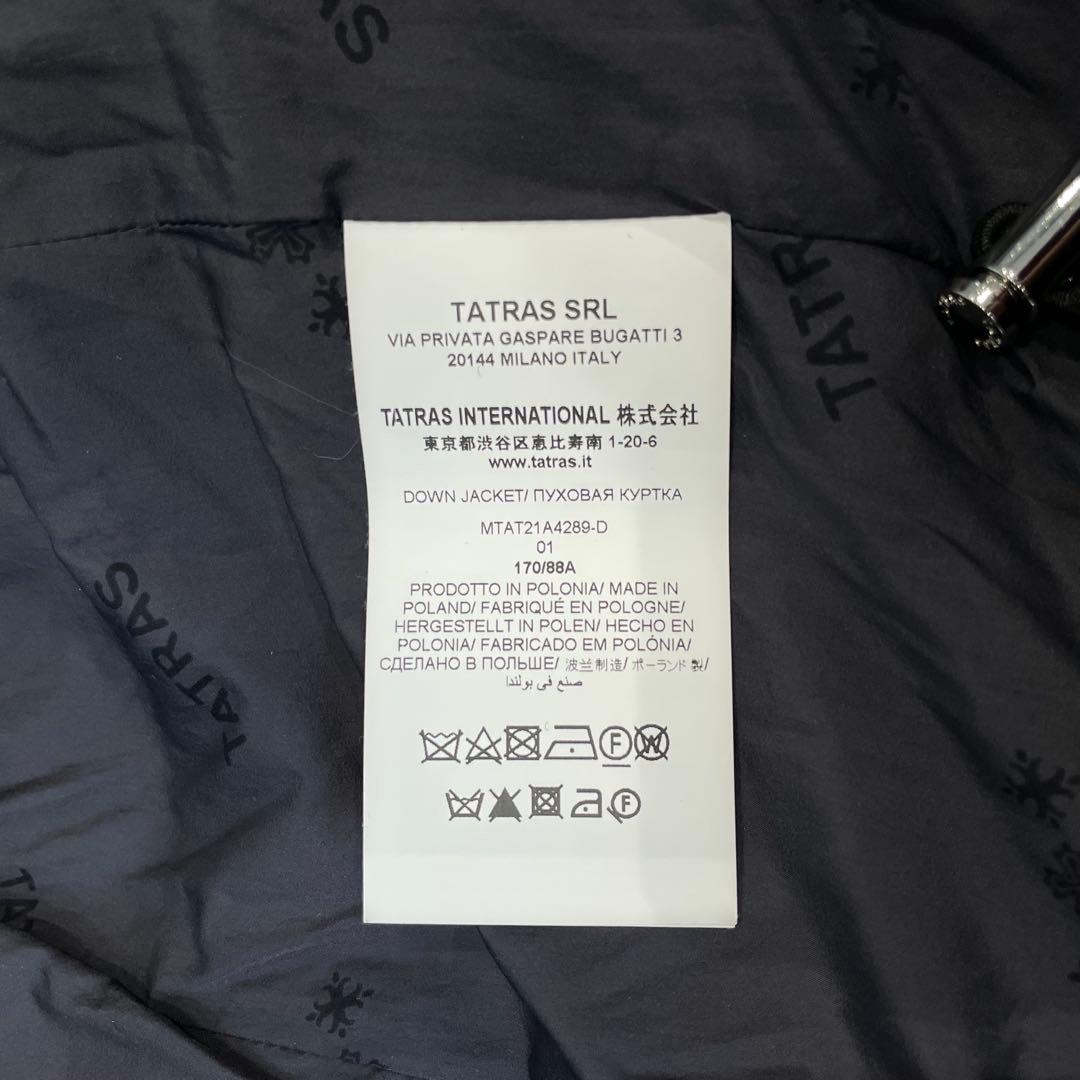 S
TATRAS
TATRAS SRL
VIA PRIVATA GASPARE BUGATTI 3
20144 MILANO ITALY
TATRAS INTERNATIONAL 株式会社
東京都渋谷区恵比寿南 1-20-6
www.tatras.it
DOWN JACKET/ ПУХОВАЯ КУРТКА
MTAT21A4289-D
01
170/88A
PRODOTTO IN POLONIA/ MADE IN
POLAND/ FABRIQUÉ EN POLOGNE/
HERGESTELLT IN POLEN/ HECHO EN
POLONIA/ FABRICADO EM POLÓNIA/
СДЕЛАНО В ПОЛЬШЕ/ 波兰制造/ ポーランド製/
صنع في بولندا
F W
F
TATR